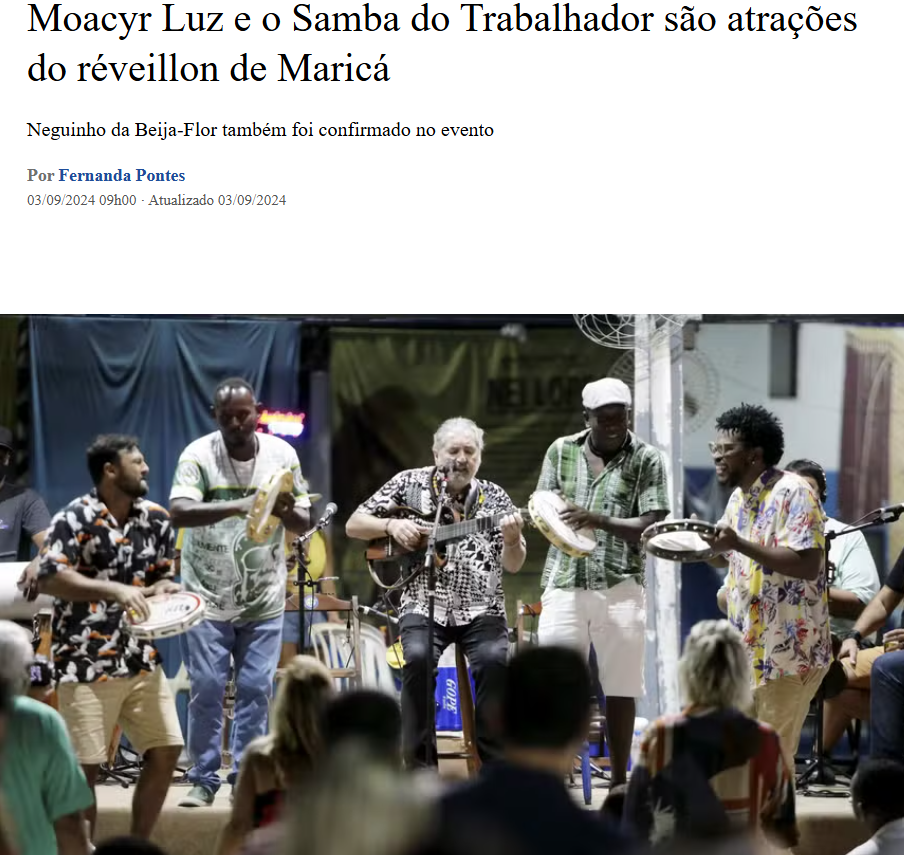 Moacyr Luz e o Samba do Trabalhador são atrações
do réveillon de Maricá
Neguinho da Beija-Flor também foi confirmado no evento
Por Fernanda Pontes
03/09/2024 09h00 · Atualizado 03/09/2024
GOPE